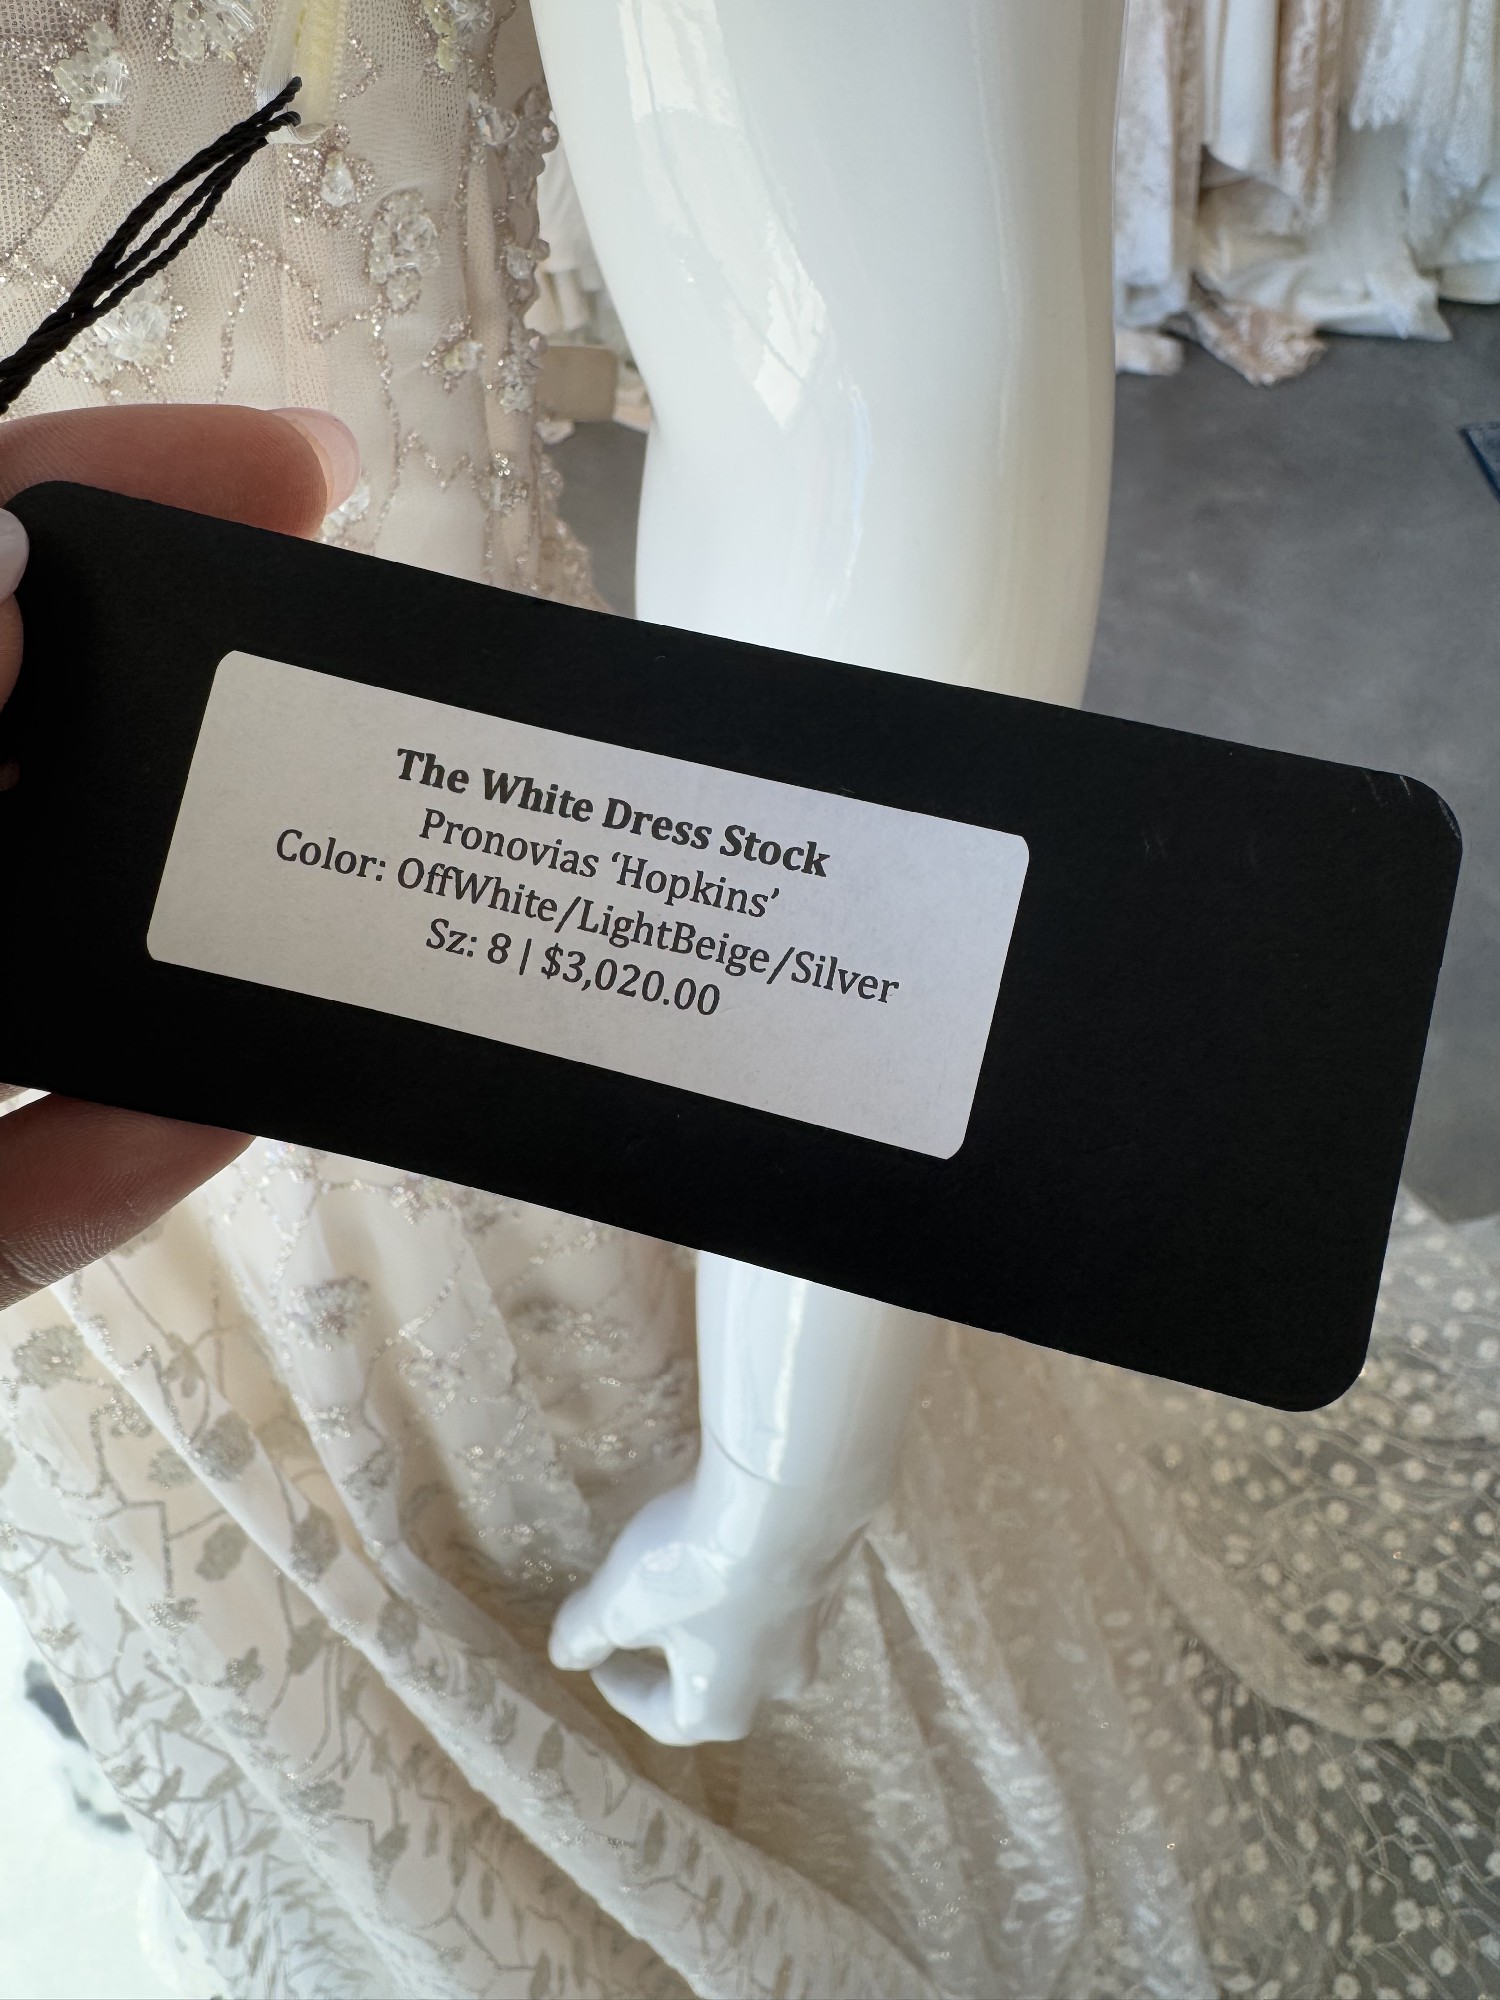 The White Dress Stock
Pronovias ‘Hopkins’
Color: OffWhite/LightBeige/Silver
Sz: 8 | $3,020.00